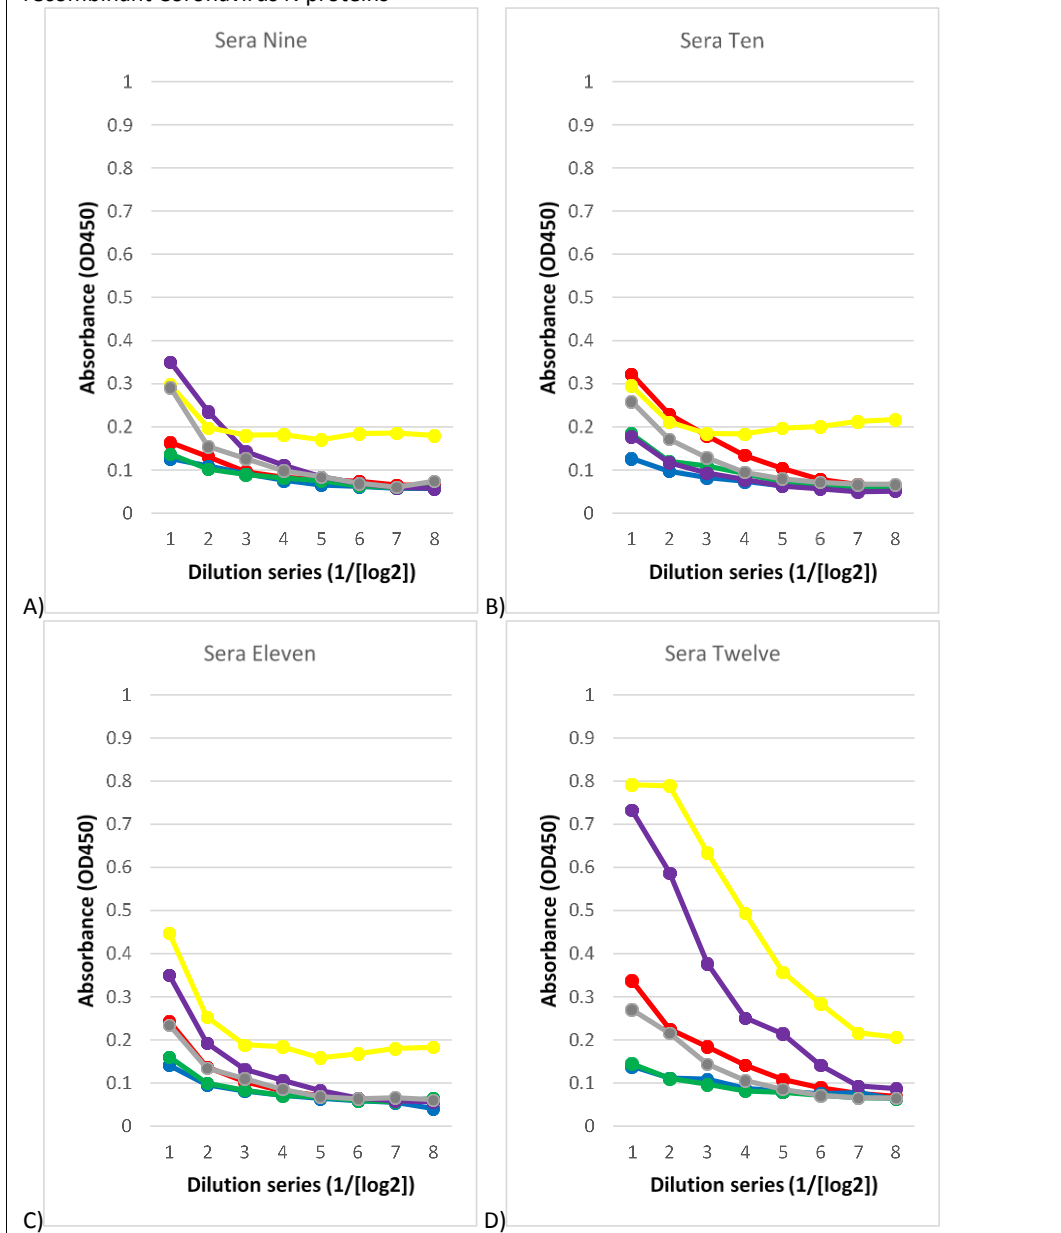 recombinant Coronavirus N proteins
Sera Nine
1
0.9
0.8
0.7
0.6
0.5
0.4
0.3
0.2
0.1
0
Absorbance (OD450)
1 2 3 4 5 6 7 8
Dilution series (1/[log2])
A)
Sera Ten
1
0.9
0.8
0.7
0.6
0.5
0.4
0.3
0.2
0.1
0
Absorbance (OD450)
1 2 3 4 5 6 7 8
Dilution series (1/[log2])
B)
Sera Eleven
1
0.9
0.8
0.7
0.6
0.5
0.4
0.3
0.2
0.1
0
Absorbance (OD450)
1 2 3 4 5 6 7 8
Dilution series (1/[log2])
C)
Sera Twelve
1
0.9
0.8
0.7
0.6
0.5
0.4
0.3
0.2
0.1
0
Absorbance (OD450)
1 2 3 4 5 6 7 8
Dilution series (1/[log2])
D)